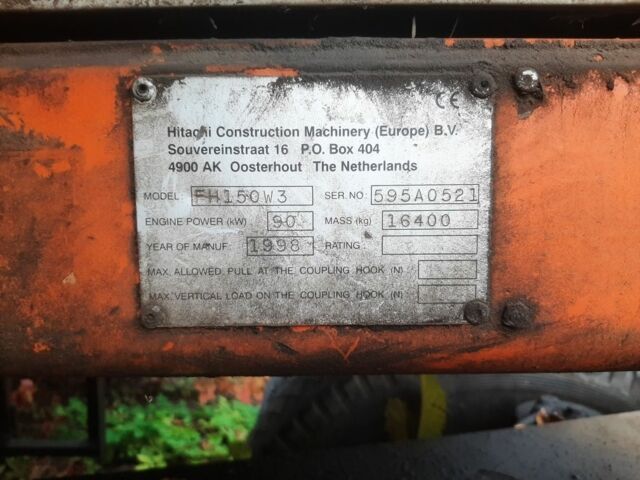 CE
Hitachi Construction Machinery (Europe) B.V.
Souvereinstraat 16 P.O. Box 404
4900 AK Oosterhout The Netherlands
MODEL: FH150W3 SER.NO: 595A0521
ENGINE POWER (kW) 90 MASS (kg) 16400
YEAR OF MANUF: 1998 RATING:
MAX. ALLOWED PULL AT THE COUPLING HOOK (N)
MAX. VERTICAL LOAD ON THE COUPLING HOOK (N)